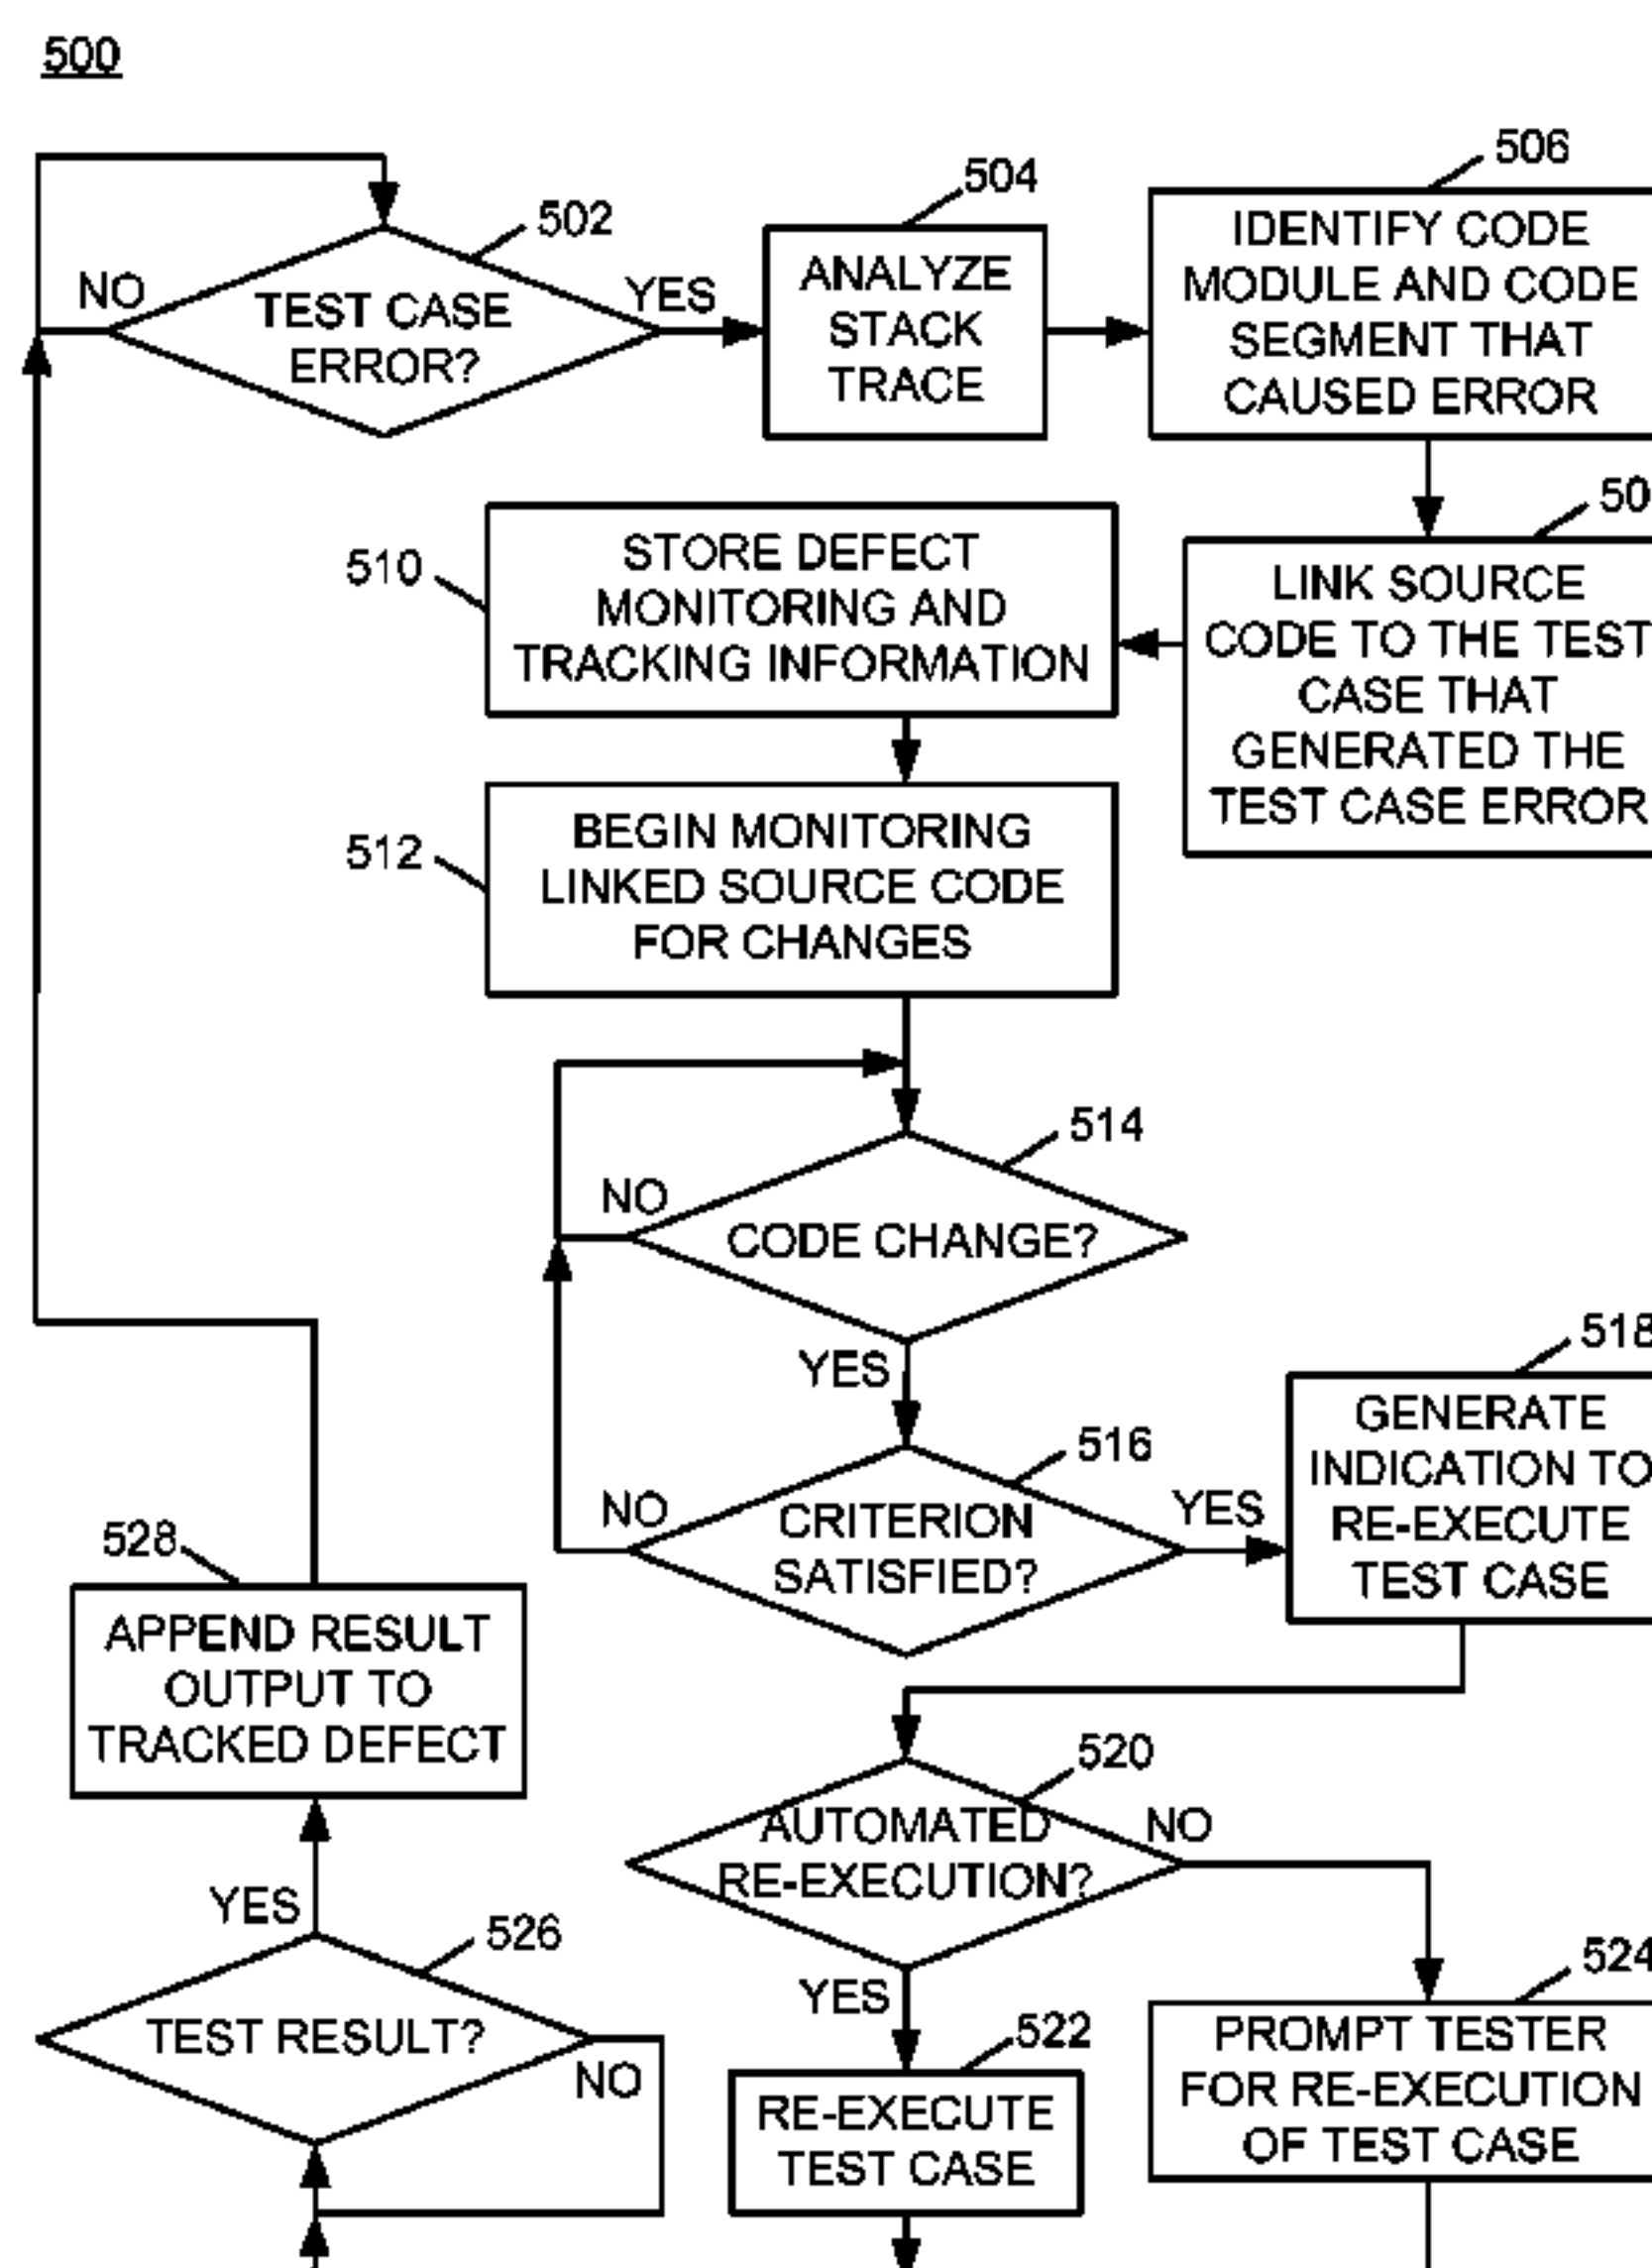 500
502
NO
TEST CASE
ERROR?
YES
504
ANALYZE
STACK
TRACE
506
IDENTIFY CODE
MODULE AND CODE
SEGMENT THAT
CAUSED ERROR
50
LINK SOURCE
CODE TO THE TEST
CASE THAT
GENERATED THE
TEST CASE ERROR
510
STORE DEFECT
MONITORING AND
TRACKING INFORMATION
512
BEGIN MONITORING
LINKED SOURCE CODE
FOR CHANGES
514
NO
CODE CHANGE?
YES
516
NO
CRITERION
SATISFIED?
YES
518
GENERATE
INDICATION TO
RE-EXECUTE
TEST CASE
520
AUTOMATED
RE-EXECUTION?
NO
YES
522
RE-EXECUTE
TEST CASE
524
PROMPT TESTER
FOR RE-EXECUTION
OF TEST CASE
528
APPEND RESULT
OUTPUT TO
TRACKED DEFECT
YES
526
TEST RESULT?
NO